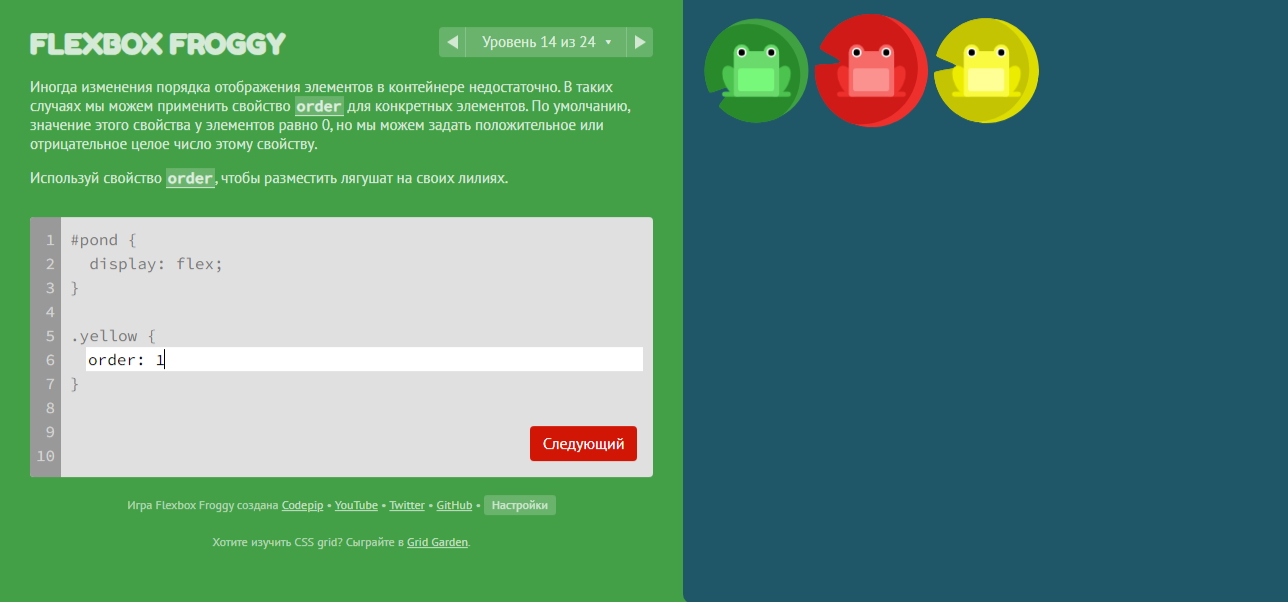 FLEXBOX FROGGY
Уровень 14 из 24
Иногда изменения порядка отображения элементов в контейнере недостаточно. В таких
случаях мы можем применить свойство order для конкретных элементов. По умолчанию,
значение этого свойства у элементов равно 0, но мы можем задать положительное или
отрицательное целое число этому свойству.
Используй свойство order, чтобы разместить лягушат на своих лилиях.
1 #pond {
2 display: flex;
3 }
4
5 .yellow {
6 order: 1
7 }
8
9
10
Следующий
Игра Flexbox Froggy создана Codepip • YouTube • Twitter • GitHub • Настройки
Хотите изучить CSS grid? Сыграйте в Grid Garden.